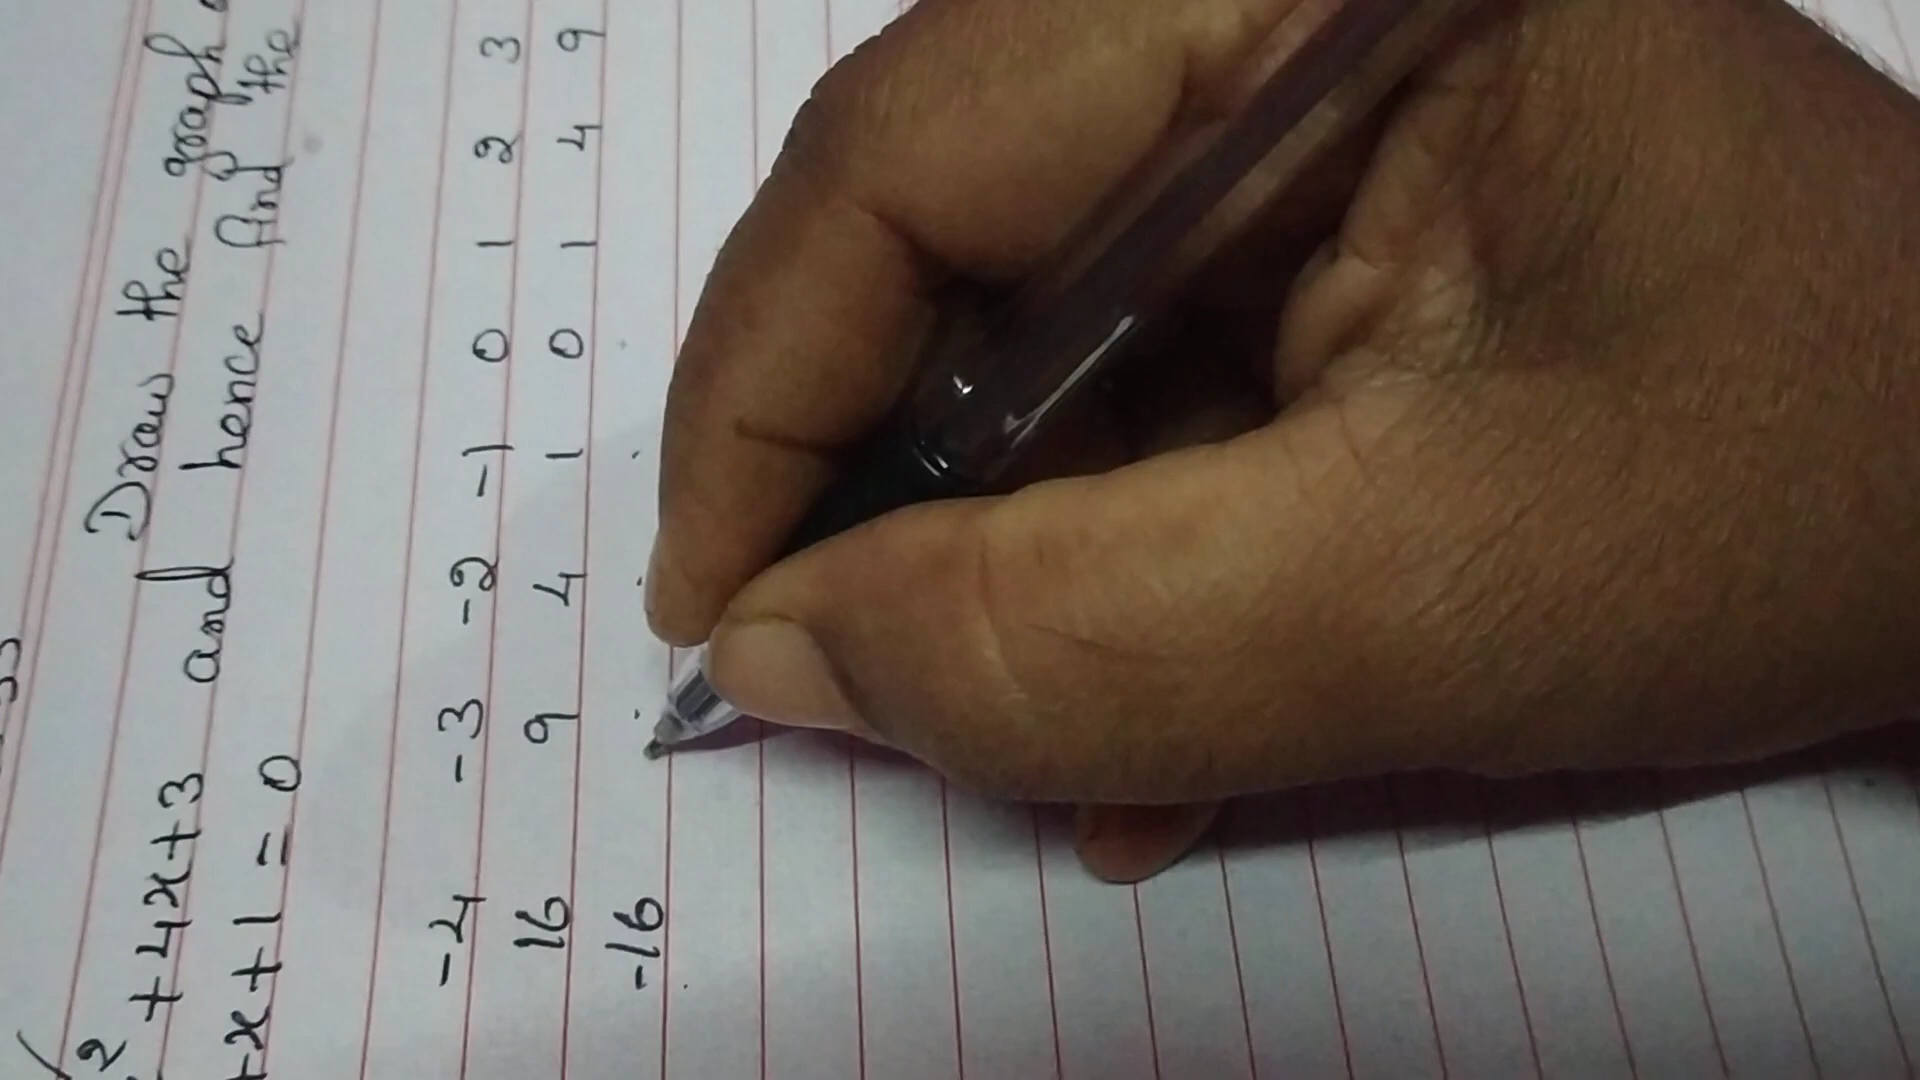 Draw the graph
² + 4x + 3 and hence find the
+ x + 1 = 0
-4 -3 -2 -1 0 1 2 3
16 9 4 1 0 1 4 9
-16